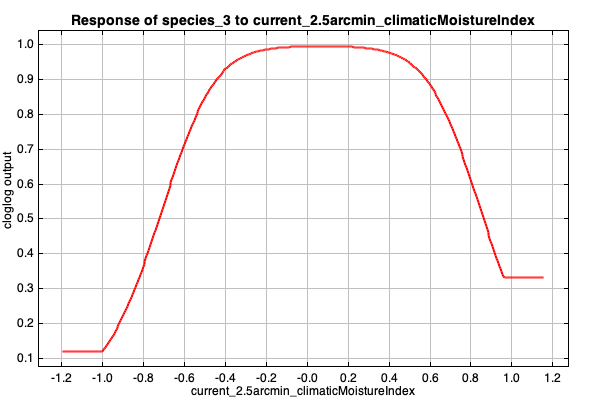 Response of species_3 to current_2.5arcmin_climaticMoistureIndex
1.0
0.9
0.8
0.7
0.6
0.5
0.4
0.3
0.2
0.1
cloglog output
-1.2 -1.0 -0.8 -0.6 -0.4 -0.2 0.0 0.2 0.4 0.6 0.8 1.0 1.2
current_2.5arcmin_climaticMoistureIndex